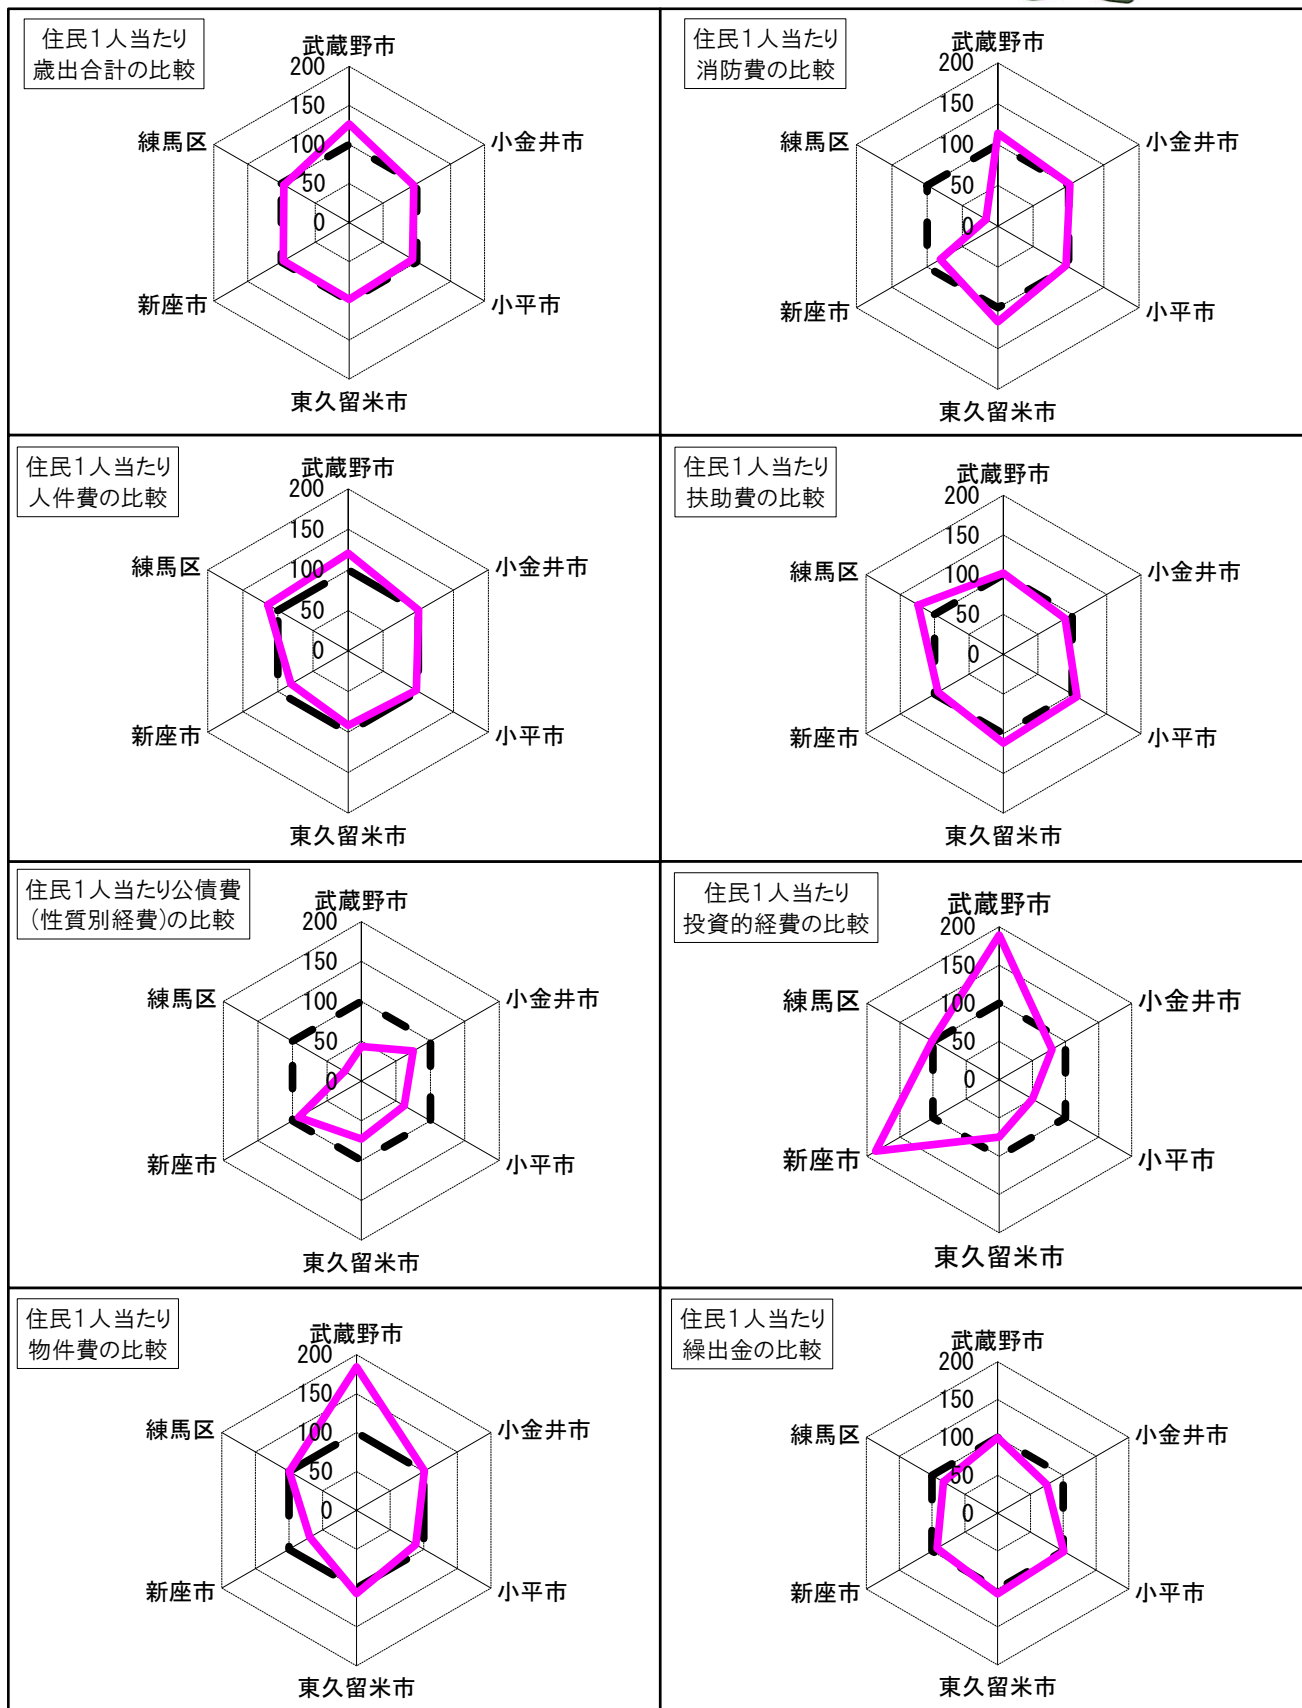 住民１人当たり
歳出合計の比較
武蔵野市
200
150
100
50
0
練馬区
小金井市
新座市
小平市
東久留米市
住民１人当たり
消防費の比較
武蔵野市
200
150
100
50
0
練馬区
小金井市
新座市
小平市
東久留米市
住民１人当たり
人件費の比較
武蔵野市
200
150
100
50
0
練馬区
小金井市
新座市
小平市
東久留米市
住民１人当たり
扶助費の比較
武蔵野市
200
150
100
50
0
練馬区
小金井市
新座市
小平市
東久留米市
住民１人当たり公債費
（性質別経費）の比較
武蔵野市
200
150
100
50
0
練馬区
小金井市
新座市
小平市
東久留米市
住民１人当たり
投資的経費の比較
武蔵野市
200
150
100
50
0
練馬区
小金井市
新座市
小平市
東久留米市
住民１人当たり
物件費の比較
武蔵野市
200
150
100
50
0
練馬区
小金井市
新座市
小平市
東久留米市
住民１人当たり
繰出金の比較
武蔵野市
200
150
100
50
0
練馬区
小金井市
新座市
小平市
東久留米市